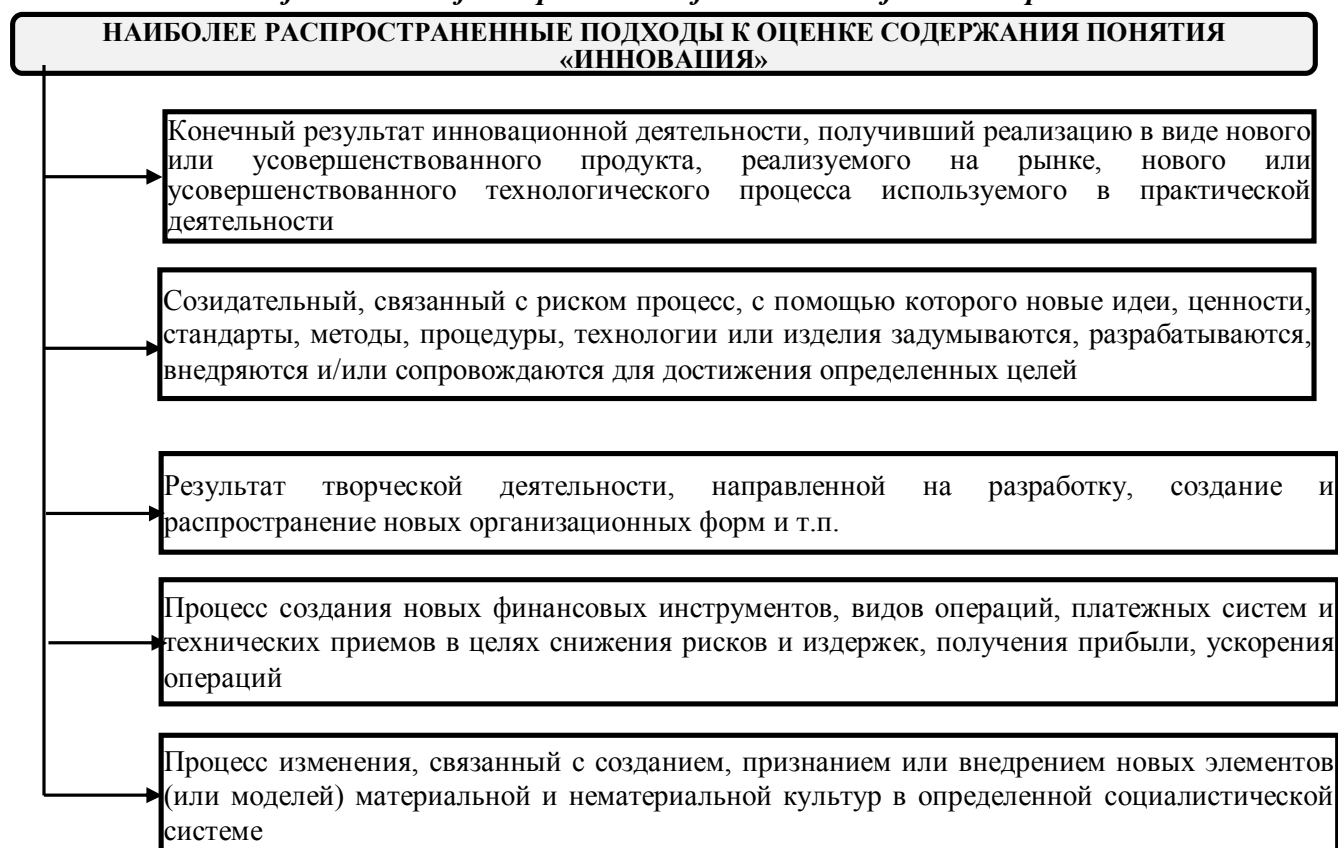 НАИБОЛЕЕ РАСПРОСТРАНЕННЫЕ ПОДХОДЫ К ОЦЕНКЕ СОДЕРЖАНИЯ ПОНЯТИЯ
«ИННОВАЦИЯ»
Конечный результат инновационной деятельности, получивший реализацию в виде нового
или усовершенствованного продукта, реализуемого на рынке, нового или
усовершенствованного технологического процесса используемого в практической
деятельности
Созидательный, связанный с риском процесс, с помощью которого новые идеи, ценности,
стандарты, методы, процедуры, технологии или изделия задумываются, разрабатываются,
внедряются и/или сопровождаются для достижения определенных целей
Результат творческой деятельности, направленной на разработку, создание и
распространение новых организационных форм и т.п.
Процесс создания новых финансовых инструментов, видов операций, платежных систем и
технических приемов в целях снижения рисков и издержек, получения прибыли, ускорения
операций
Процесс изменения, связанный с созданием, признанием или внедрением новых элементов
(или моделей) материальной и нематериальной культур в определенной социалистической
системе